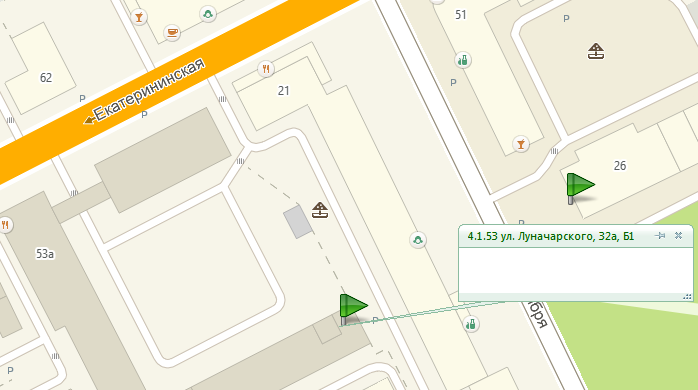 51
P
62
Екатерининская
P
P
21
P
26
P
4.1.53 ул. Луначарского, 32а, Б1
53а
бря
P
P